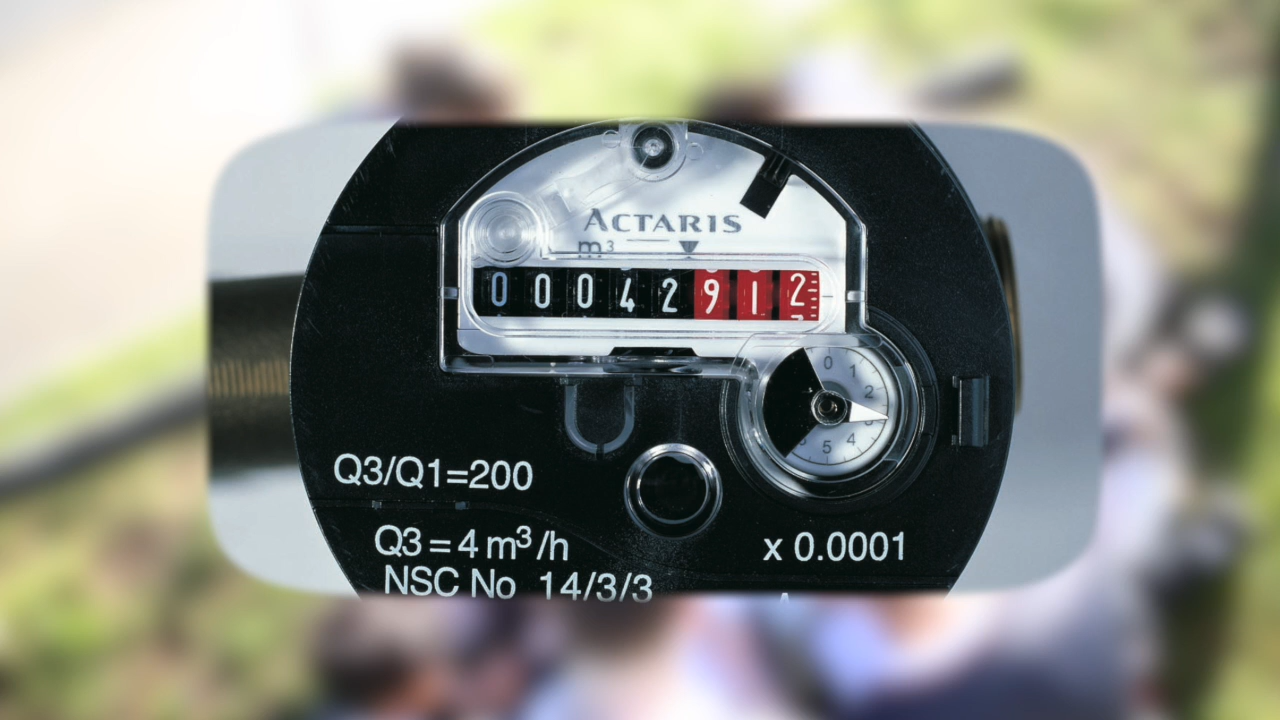 ACTARIS
m³
00042912
0 1 2 3 4 5
Q3/Q1=200
Q3 = 4 m³/h
x 0.0001
NSC No 14/3/3